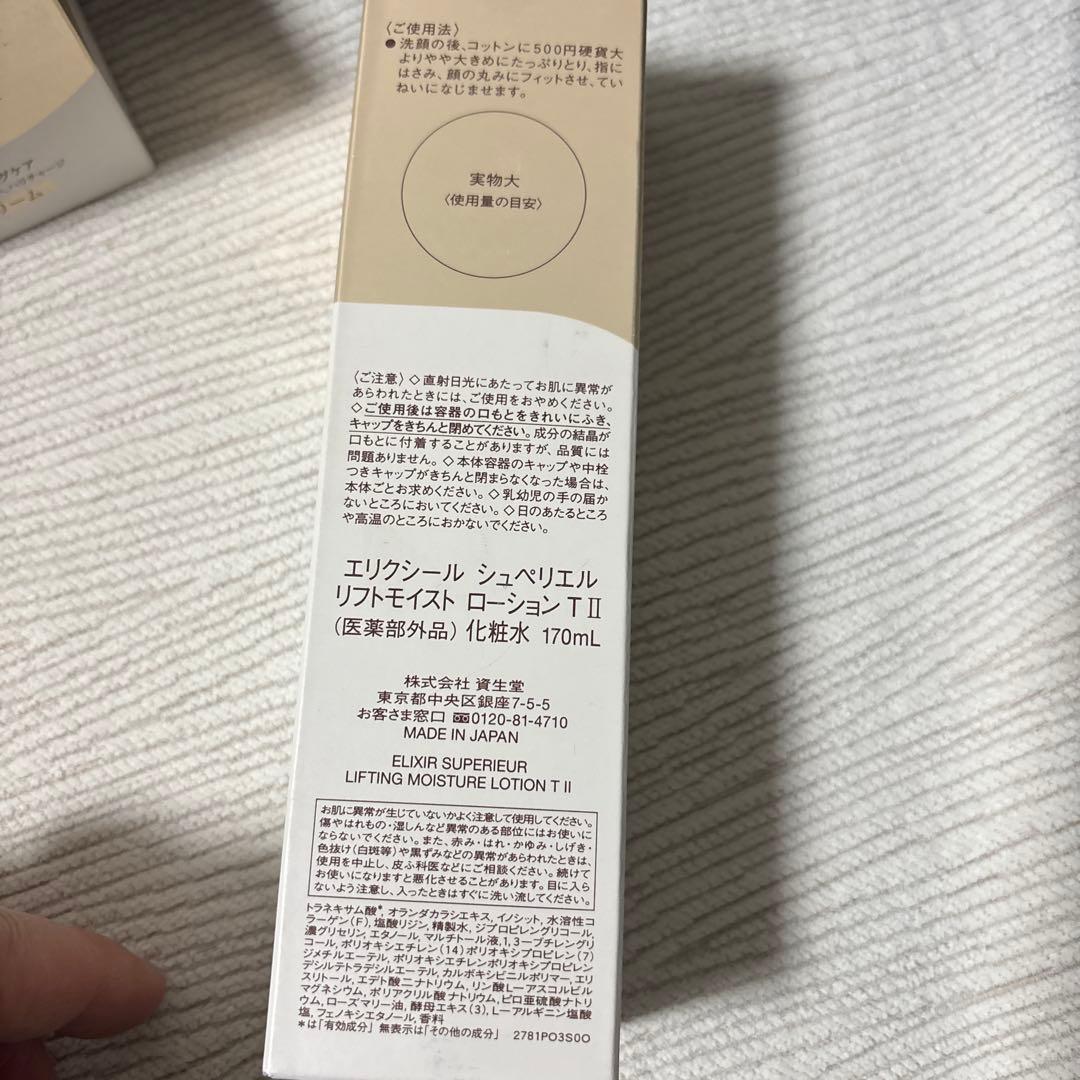 〈ご使用法〉
● 洗顔の後、コットンに500円硬貨大
よりやや大きめにたっぷりとり、指に
はさみ、顔の丸みにフィットさせ、てい
ねいになじませます。
実物大
〈使用量の目安〉
〈ご注意〉◇直射日光にあたってお肌に異常が
あらわれたときには、ご使用をおやめください。
◇ご使用後は容器の口もとをきれいにふき、
キャップをきちんと閉めてください。成分の結晶が
口もとに付着することがありますが、品質には
問題ありません。◇本体容器のキャップや中栓
つきキャップがきちんと閉まらなくなった場合は、
本体ごとお求めください。◇乳幼児の手の届か
ないところにおいてください。◇日のあたるところ
や高温のところにおかないでください。
エリクシール シュペリエル
リフトモイスト ローション T II
(医薬部外品) 化粧水 170mL
株式会社 資生堂
東京都中央区銀座7-5-5
お客さま窓口 0120-81-4710
MADE IN JAPAN
ELIXIR SUPERIEUR
LIFTING MOISTURE LOTION T II
お肌に異常が生じていないかよく注意して使用してください。
傷やはれもの・湿しんなど異常のある部位にはお使いに
ならないでください。また、赤み・はれ・かゆみ・しげき・
色抜け(白斑等)や黒ずみなどの異常があらわれたときは、
使用を中止し、皮ふ科医などにご相談ください。続けて
お使いになりますと悪化させることがあります。目に入ら
ないよう注意し、入ったときはすぐに洗い流してください。
トラネキサム酸*, オランダカラシエキス, イノシット, 水溶性コ
ラーゲン(F), 塩酸リジン, 精製水, ジプロピレングリコール,
濃グリセリン, エタノール, マルチトール液, 1,3-ブチレングリ
コール, ポリオキシエチレン(14)ポリオキシプロピレン(7)
ジメチルエーテル, ポリオキシエチレンポリオキシプロピレン
デシルテトラデシルエーテル, カルボキシビニルポリマー, エリ
スリトール, エデト酸二ナトリウム, リン酸L-アスコルビル
マグネシウム, ポリアクリル酸ナトリウム, ピロ亜硫酸ナトリ
ウム, ローズマリー油, 酵母エキス(3), L-アルギニン塩酸
塩, フェノキシエタノール, 香料
*は「有効成分」 無表示は「その他の成分」 2781PO3S0O